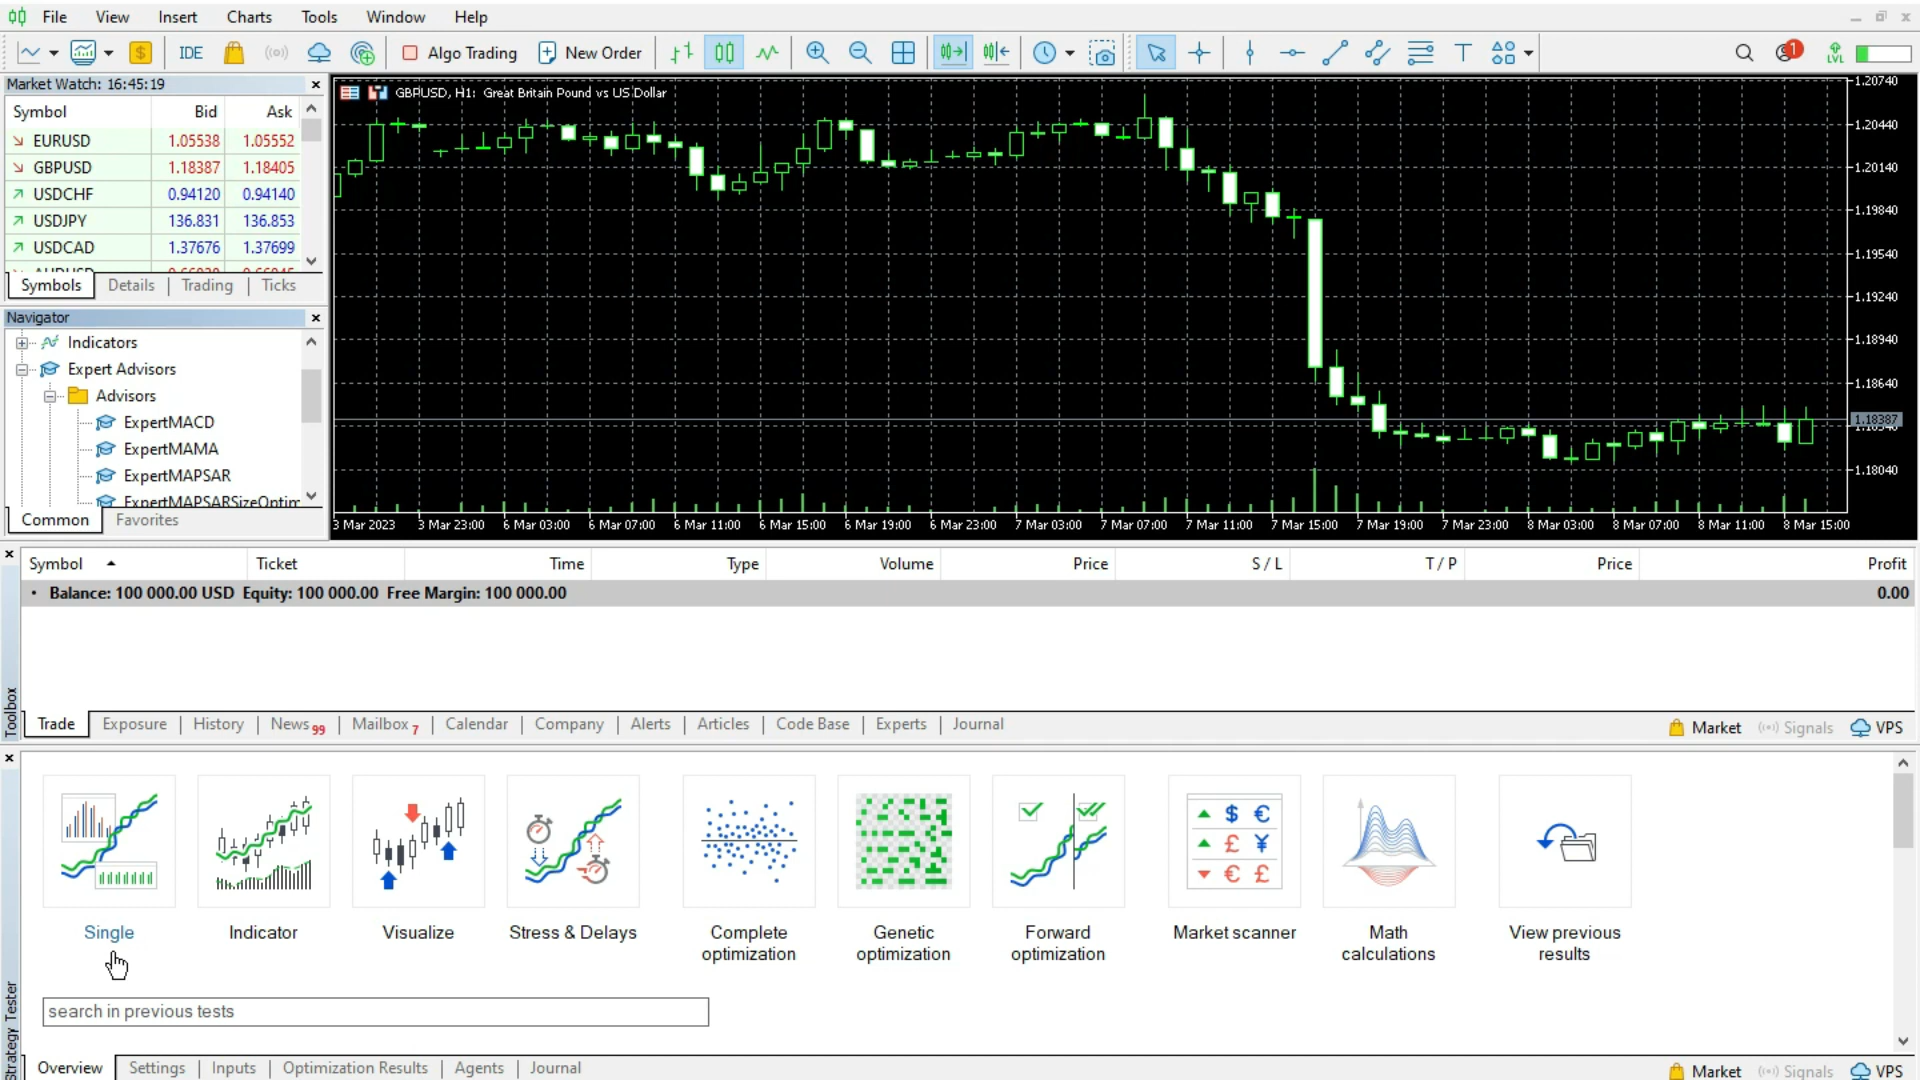 File View Insert Charts Tools Window Help
IDE Algo Trading New Order 1 LVL
Market Watch: 16:45:19
Symbol Bid Ask
EURUSD 1.05538 1.05552
GBPUSD 1.18387 1.18405
USDCHF 0.94120 0.94140
USDJPY 136.831 136.853
USDCAD 1.37676 1.37699
Symbols Details Trading Ticks
Navigator
Indicators
Expert Advisors
Advisors
ExpertMACD
ExpertMAMA
ExpertMAPSAR
ExpertMAPSARSizeOptim
Common Favorites
GBPUSD, H1: Great Britain Pound vs US Dollar
1.20740
1.20440
1.20140
1.19840
1.19540
1.19240
1.18940
1.18640
1.18387
1.18340
1.18040
3 Mar 2023 3 Mar 23:00 6 Mar 03:00 6 Mar 07:00 6 Mar 11:00 6 Mar 15:00 6 Mar 19:00 6 Mar 23:00 7 Mar 03:00 7 Mar 07:00 7 Mar 11:00 7 Mar 15:00 7 Mar 19:00 7 Mar 23:00 8 Mar 03:00 8 Mar 07:00 8 Mar 11:00 8 Mar 15:00
Toolbox
Symbol Ticket Time Type Volume Price S / L T / P Price Profit
Balance: 100 000.00 USD Equity: 100 000.00 Free Margin: 100 000.00 0.00
Trade Exposure History News 99 Mailbox 7 Calendar Company Alerts Articles Code Base Experts Journal Market Signals VPS
Strategy Tester
Single Indicator Visualize Stress & Delays Complete optimization Genetic optimization Forward optimization Market scanner Math calculations View previous results
search in previous tests
Overview Settings Inputs Optimization Results Agents Journal Market Signals VPS